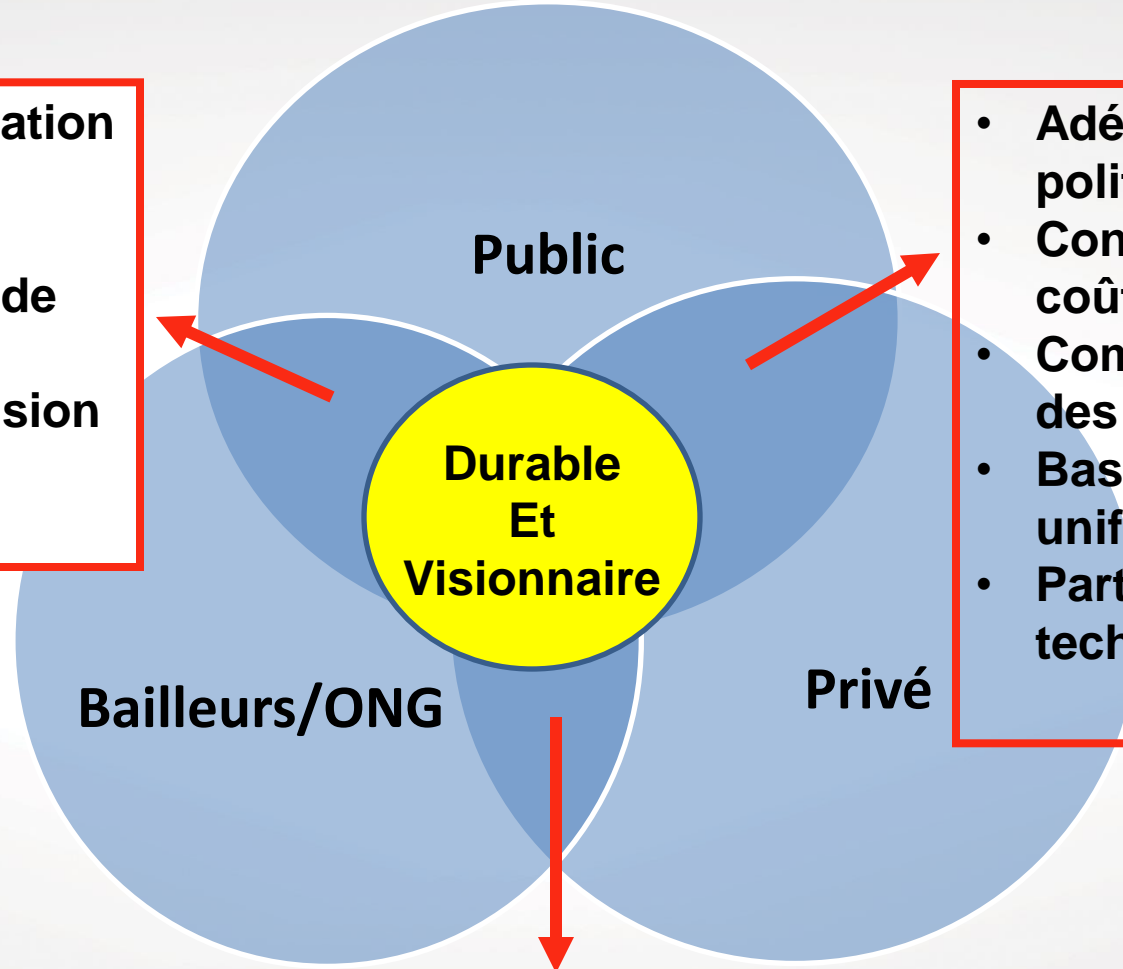 ation
de
sion
Public
Durable
Et
Visionnaire
Bailleurs/ONG
Privé
• Adé
poli
• Con
coû
• Com
des
• Bas
unif
• Part
tech